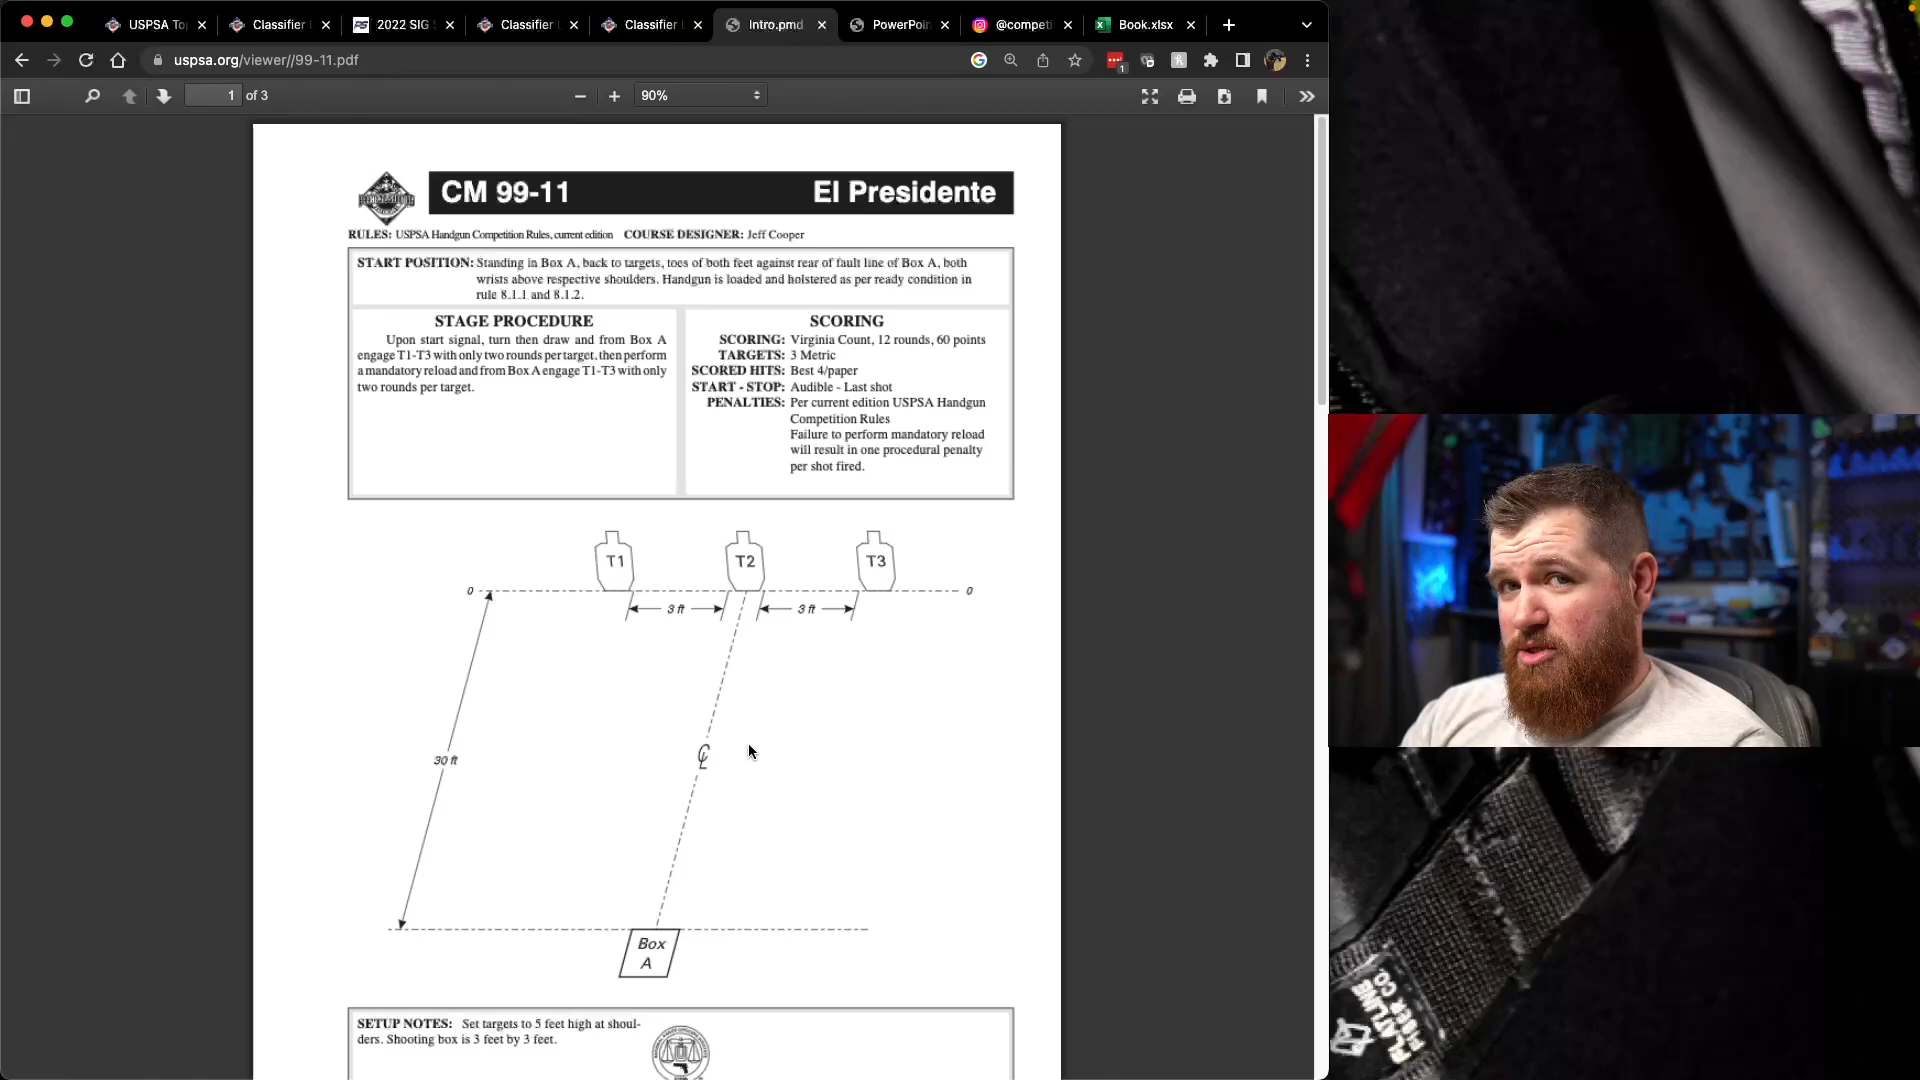 USPSA To
Classifier
2022 SIG
Classifier
Classifier
Intro.pmd
PowerPoin
@competi
Book.xlsx
uspsa.org/viewer//99-11.pdf
1
1 of 3
90%
CM 99-11
El Presidente
RULES: USPSA Handgun Competition Rules, current edition COURSE DESIGNER: Jeff Cooper
START POSITION: Standing in Box A, back to targets, toes of both feet against rear of fault line of Box A, both
wrists above respective shoulders. Handgun is loaded and holstered as per ready condition in
rule 8.1.1 and 8.1.2.
STAGE PROCEDURE
Upon start signal, turn then draw and from Box A
engage T1-T3 with only two rounds per target, then perform
a mandatory reload and from Box A engage T1-T3 with only
two rounds per target.
SCORING
SCORING: Virginia Count, 12 rounds, 60 points
TARGETS: 3 Metric
SCORED HITS: Best 4/paper
START - STOP: Audible - Last shot
PENALTIES: Per current edition USPSA Handgun
Competition Rules
Failure to perform mandatory reload
will result in one procedural penalty
per shot fired.
T1
T2
T3
0
0
3 ft
3 ft
30 ft
CL
Box
A
SETUP NOTES: Set targets to 5 feet high at shoul-
ders. Shooting box is 3 feet by 3 feet.
FLATLINE
FIBER CO.